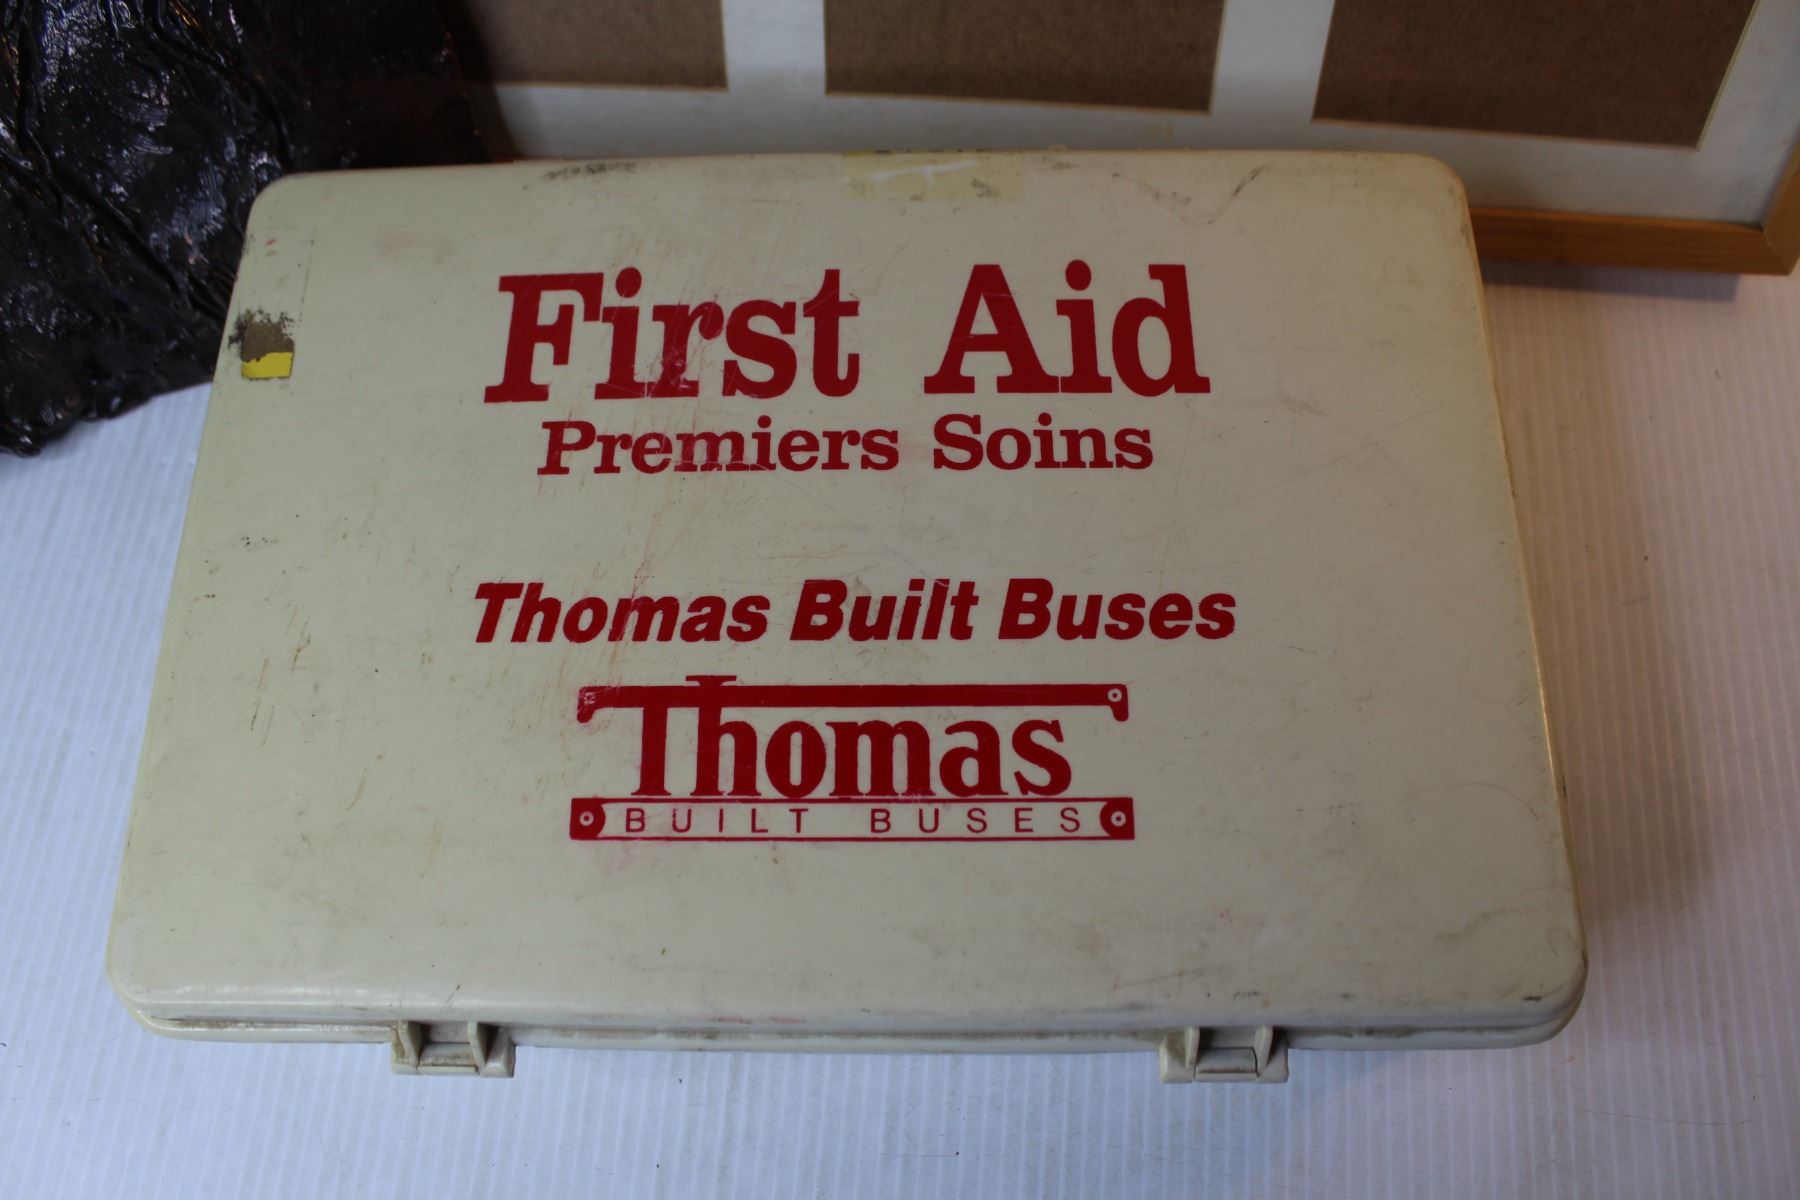 First Aid
Premiers Soins
Thomas Built Buses
Thomas
BUILT BUSES